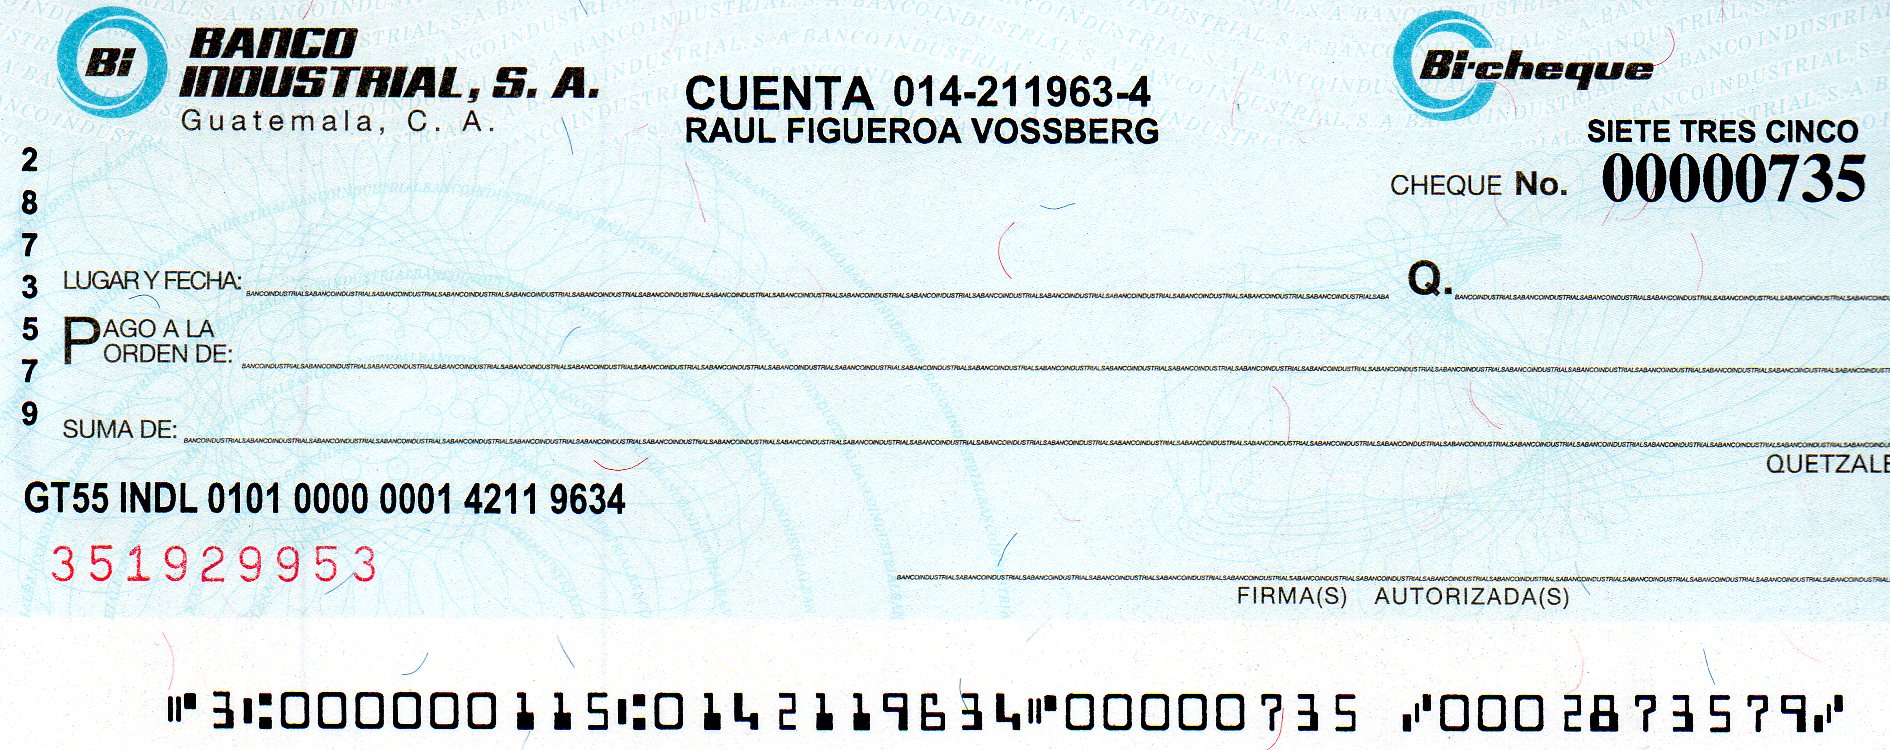 Bi BANCO
INDUSTRIAL, S. A.
Guatemala, C. A.
CUENTA 014-211963-4
RAUL FIGUEROA VOSSBERG
Bi-cheque
SIETE TRES CINCO
CHEQUE No. 00000735
2
8
7
3
5
7
9
LUGAR Y FECHA:
Q.
PAGO A LA
ORDEN DE:
SUMA DE:
QUETZALE
GT55 INDL 0101 0000 0001 4211 9634
351929953
FIRMA(S) AUTORIZADA(S)
⑈3⑆000000115⑆0142119634⑈00000735 ⑇0002873579⑇